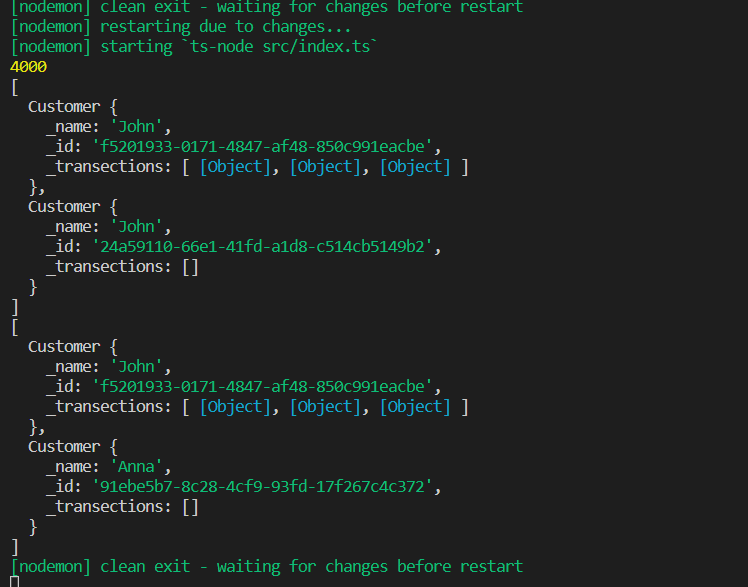 [nodemon] clean exit - waiting for changes before restart
[nodemon] restarting due to changes...
[nodemon] starting `ts-node src/index.ts`
4000
[
  Customer {
    _name: 'John',
    _id: 'f5201933-0171-4847-af48-850c991eacbe',
    _transections: [ [Object], [Object], [Object] ]
  },
  Customer {
    _name: 'John',
    _id: '24a59110-66e1-41fd-a1d8-c514cb5149b2',
    _transections: []
  }
]
[
  Customer {
    _name: 'John',
    _id: 'f5201933-0171-4847-af48-850c991eacbe',
    _transections: [ [Object], [Object], [Object] ]
  },
  Customer {
    _name: 'Anna',
    _id: '91ebe5b7-8c28-4cf9-93fd-17f267c4c372',
    _transections: []
  }
]
[nodemon] clean exit - waiting for changes before restart